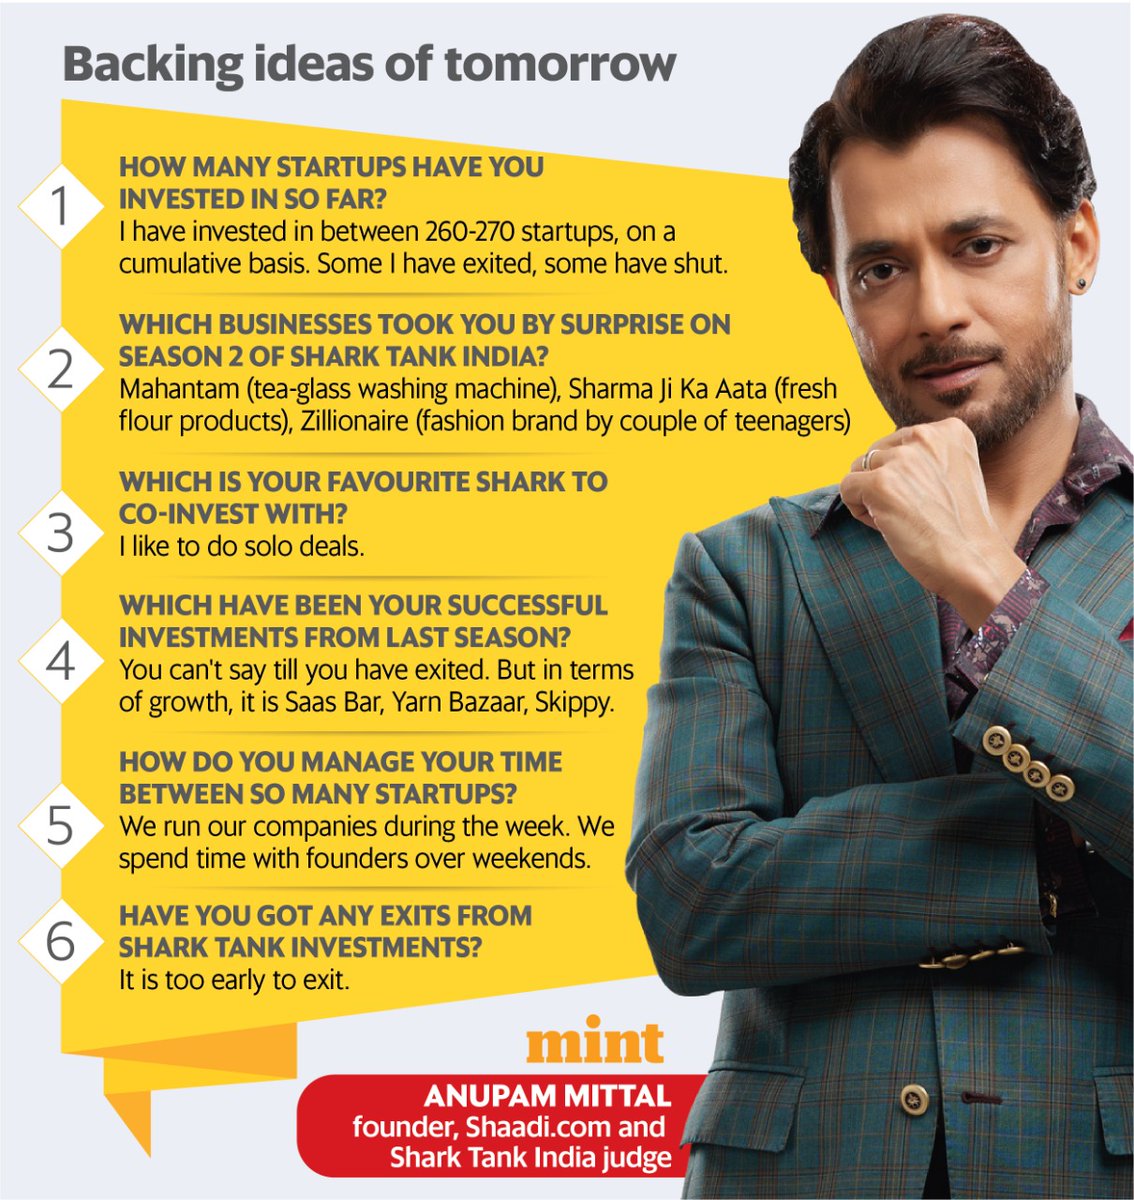 Backing ideas of tomorrow
1
HOW MANY STARTUPS HAVE YOU
INVESTED IN SO FAR?
I have invested in between 260-270 startups, on a
cumulative basis. Some I have exited, some have shut.
2
WHICH BUSINESSES TOOK YOU BY SURPRISE ON
SEASON 2 OF SHARK TANK INDIA?
Mahantam (tea-glass washing machine), Sharma Ji Ka Aata (fresh
flour products), Zillionaire (fashion brand by couple of teenagers)
3
WHICH IS YOUR FAVOURITE SHARK TO
CO-INVEST WITH?
I like to do solo deals.
4
WHICH HAVE BEEN YOUR SUCCESSFUL
INVESTMENTS FROM LAST SEASON?
You can't say till you have exited. But in terms
of growth, it is Saas Bar, Yarn Bazaar, Skippy.
5
HOW DO YOU MANAGE YOUR TIME
BETWEEN SO MANY STARTUPS?
We run our companies during the week. We
spend time with founders over weekends.
6
HAVE YOU GOT ANY EXITS FROM
SHARK TANK INVESTMENTS?
It is too early to exit.
mint
ANUPAM MITTAL
founder, Shaadi.com and
Shark Tank India judge